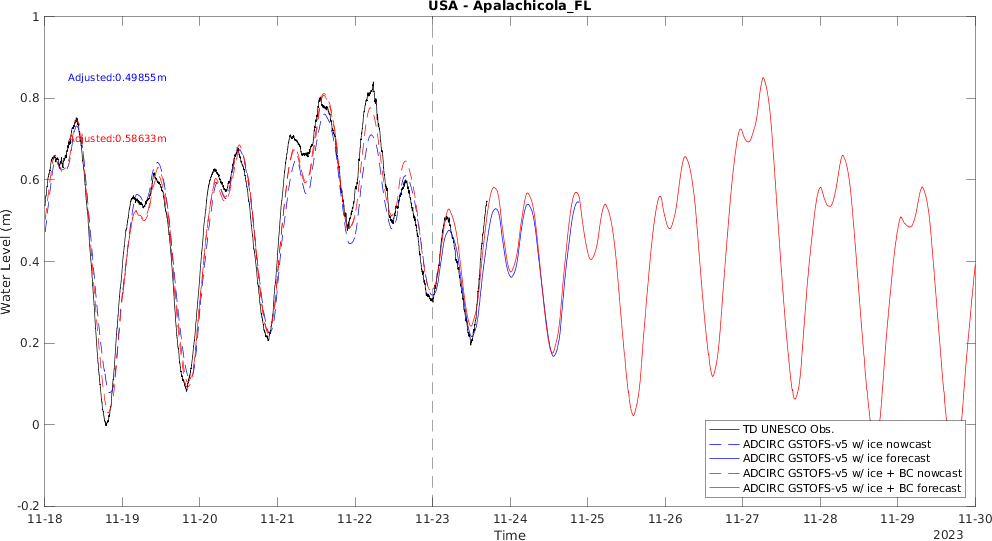 USA - Apalachicola_FL
1
0.8
0.6
0.4
0.2
0
-0.2
Water Level (m)
Adjusted:0.49855m
Adjusted:0.58633m
TD UNESCO Obs.
ADCIRC GSTOFS-v5 w/ ice nowcast
ADCIRC GSTOFS-v5 w/ ice forecast
ADCIRC GSTOFS-v5 w/ ice + BC nowcast
ADCIRC GSTOFS-v5 w/ ice + BC forecast
11-18 11-19 11-20 11-21 11-22 11-23 11-24 11-25 11-26 11-27 11-28 11-29 11-30
Time
2023